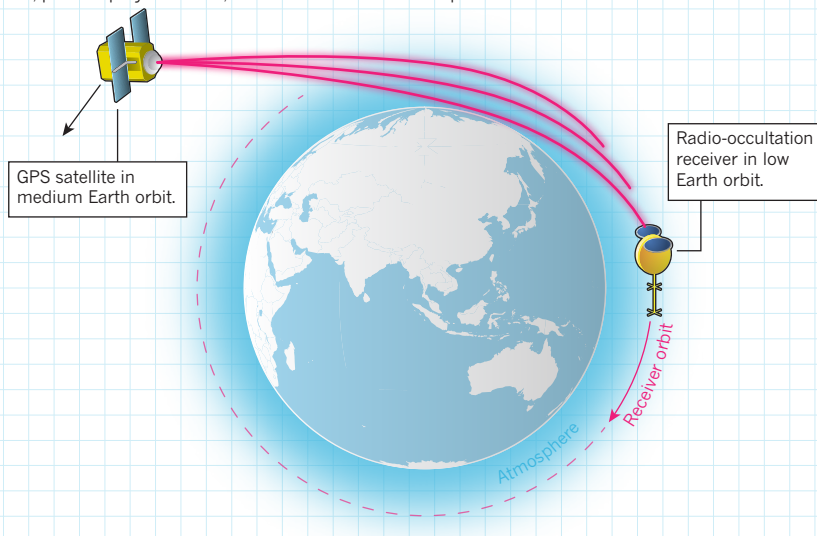 GPS satellite in
medium Earth orbit.
Radio-occultation
receiver in low
Earth orbit.
Receiver orbit
Atmosphere